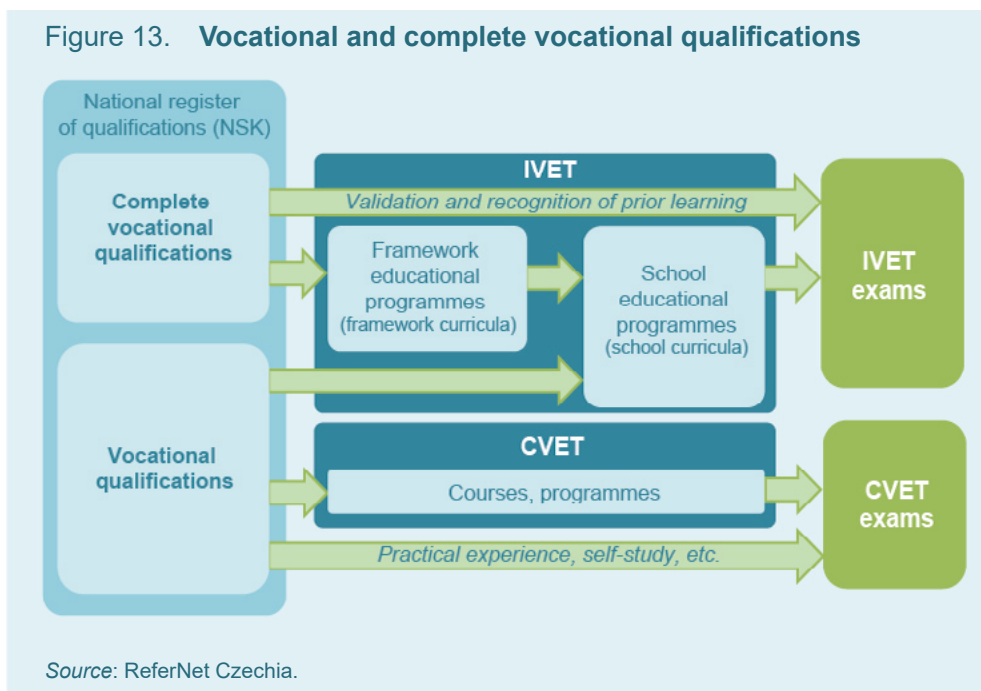 Figure 13. Vocational and complete vocational qualifications
National register
of qualifications (NSK)
Complete
vocational
qualifications
Vocational
qualifications
IVET
Validation and recognition of prior learning
Framework
educational
programmes
(framework curricula)
School
educational
programmes
(school curricula)
IVET
exams
CVET
Courses, programmes
Practical experience, self-study, etc.
CVET
exams
Source: ReferNet Czechia.